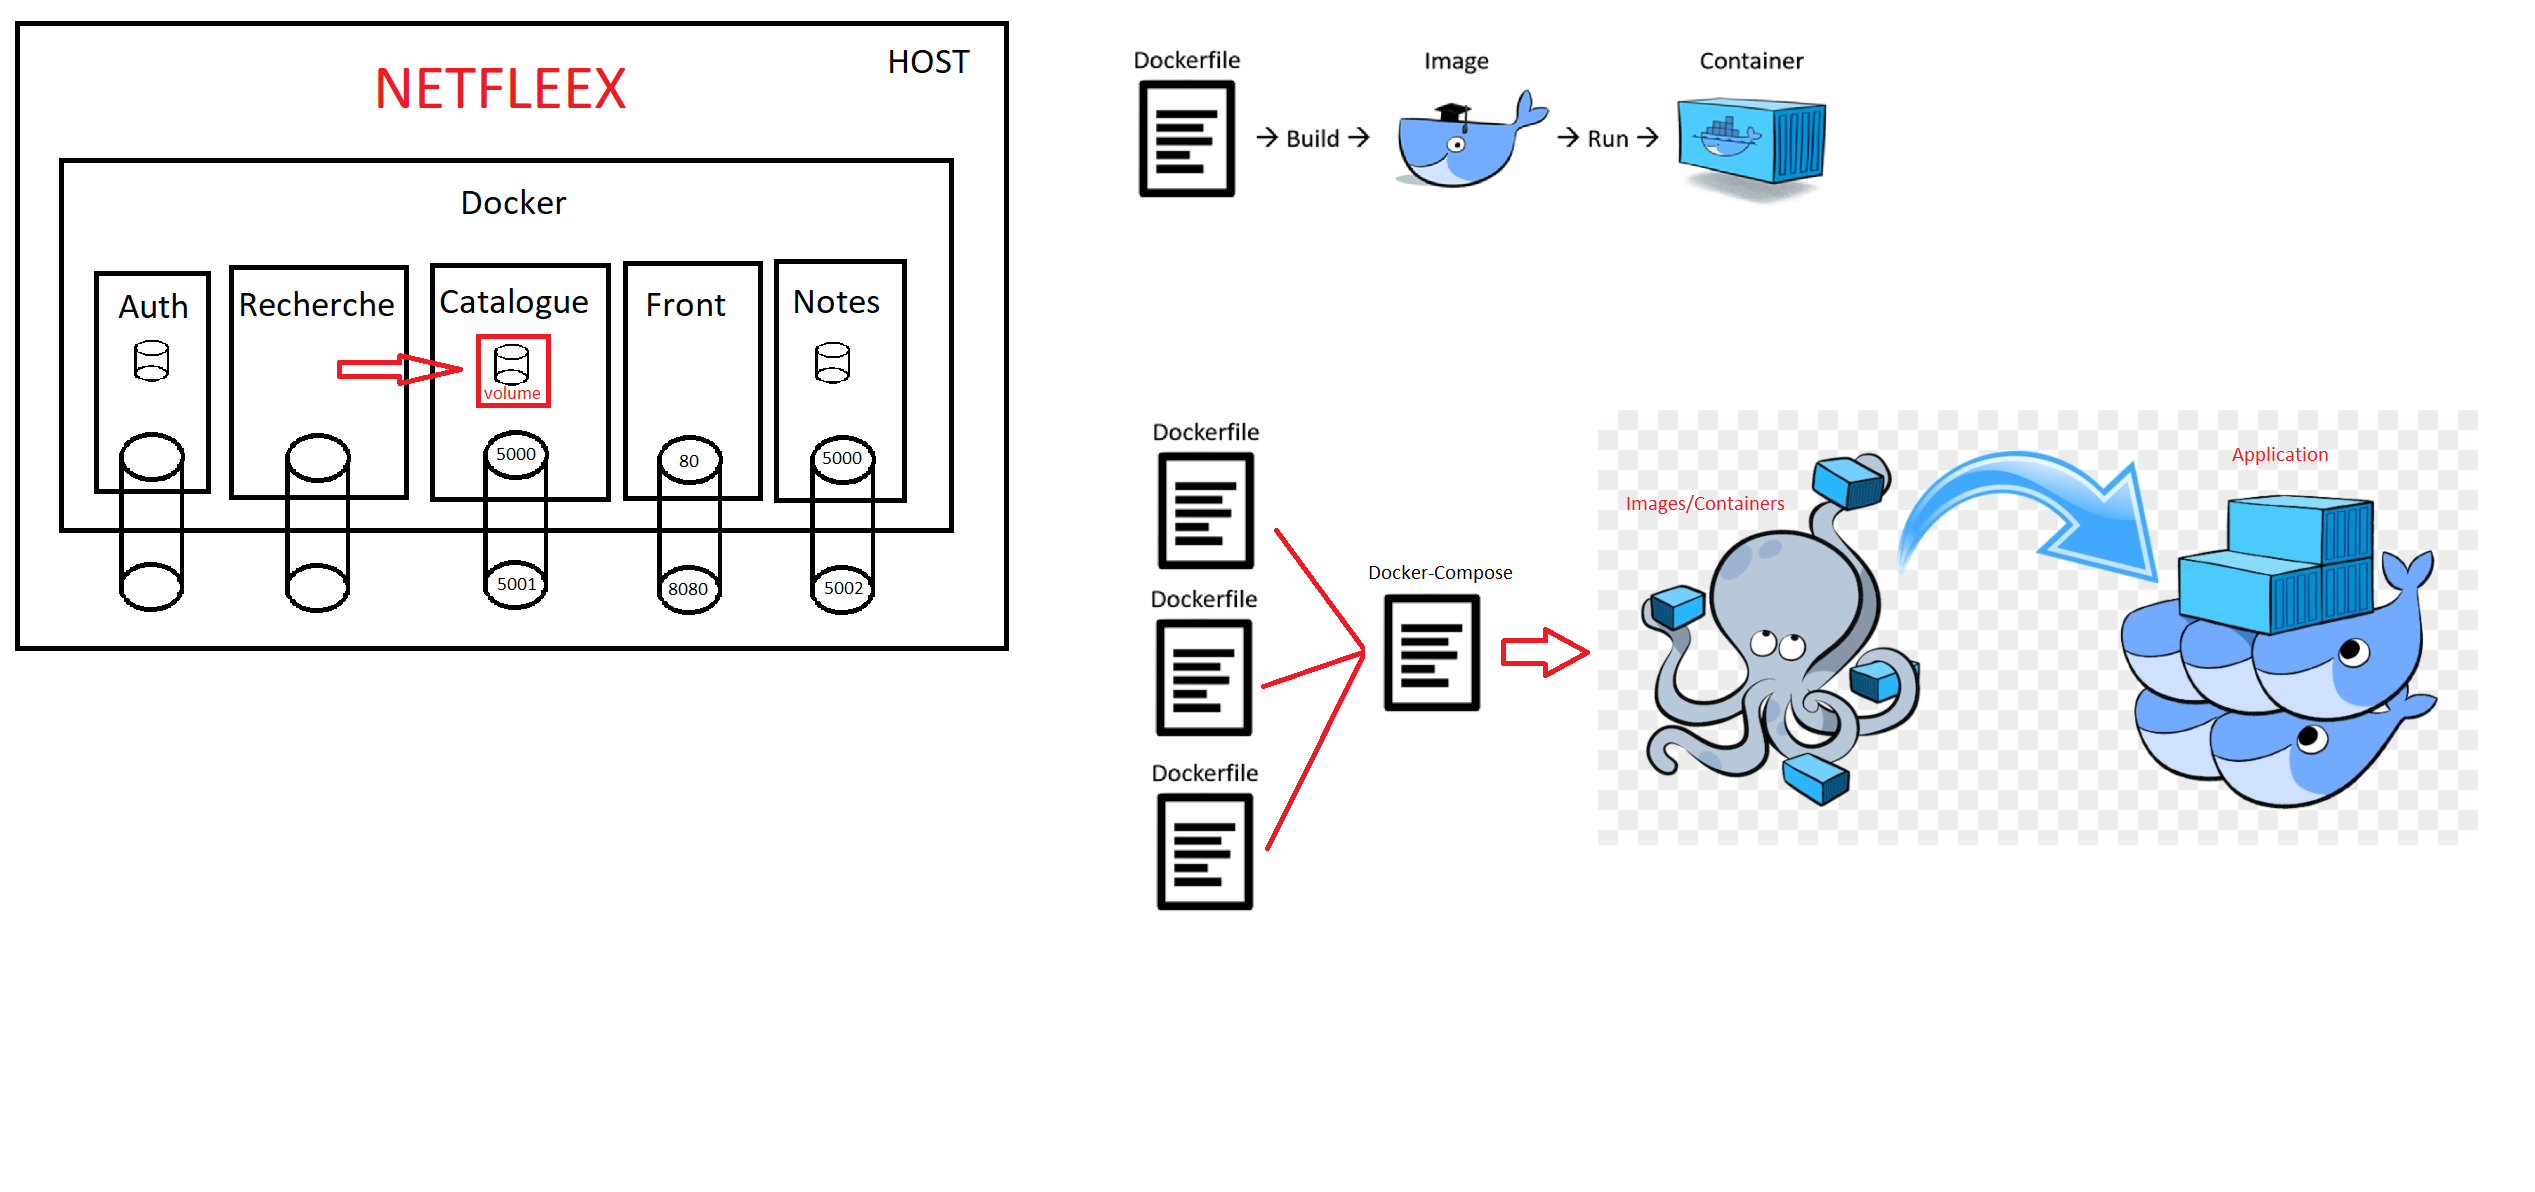 HOST
NETFLEEX
Docker
Auth
Recherche
Catalogue
Front
Notes
volume
5000
80
5000
5001
8080
5002
Dockerfile
Image
Container
→ Build →
→ Run →
Dockerfile
Dockerfile
Dockerfile
Docker-Compose
Images/Containers
Application